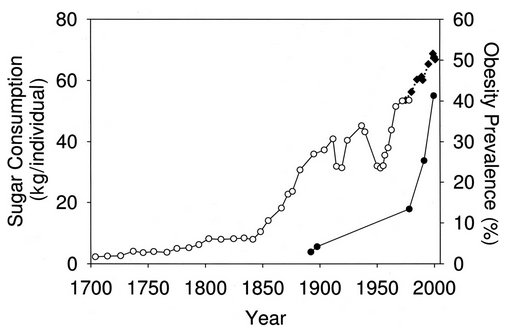 80
60
40
20
0
Sugar Consumption
(kg/individual)
60
50
40
30
20
10
0
Obesity Prevalence (%)
1700 1750 1800 1850 1900 1950 2000
Year